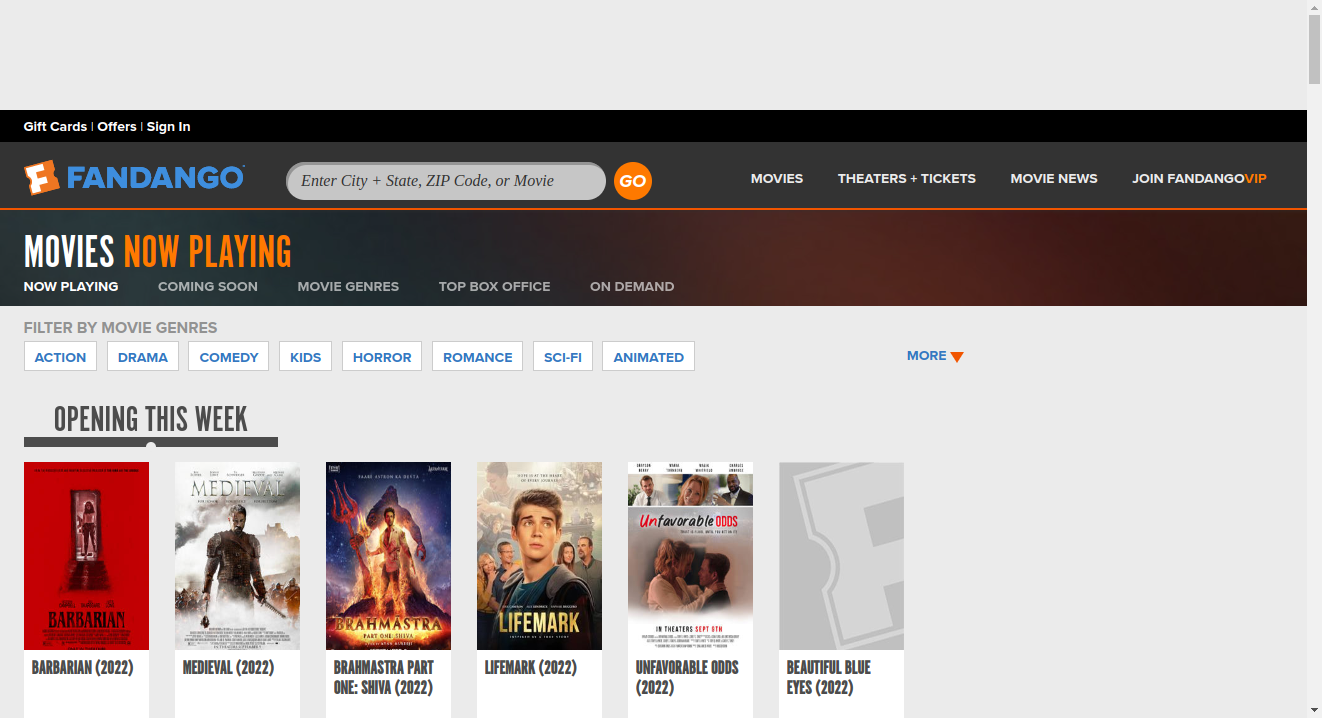 Gift Cards | Offers | Sign In
FANDANGO
Enter City + State, ZIP Code, or Movie
GO
MOVIES
THEATERS + TICKETS
MOVIE NEWS
JOIN FANDANGOVIP
MOVIES NOW PLAYING
NOW PLAYING
COMING SOON
MOVIE GENRES
TOP BOX OFFICE
ON DEMAND
FILTER BY MOVIE GENRES
ACTION
DRAMA
COMEDY
KIDS
HORROR
ROMANCE
SCI-FI
ANIMATED
MORE
OPENING THIS WEEK
BARBARIAN
MEDIEVAL
BRAHMASTRA
PART ONE: SHIVA
LIFEMARK
Unfavorable ODDS
IN THEATERS SEPT 9TH
BARBARIAN (2022)
MEDIEVAL (2022)
BRAHMASTRA PART
ONE: SHIVA (2022)
LIFEMARK (2022)
UNFAVORABLE ODDS
(2022)
BEAUTIFUL BLUE
EYES (2022)